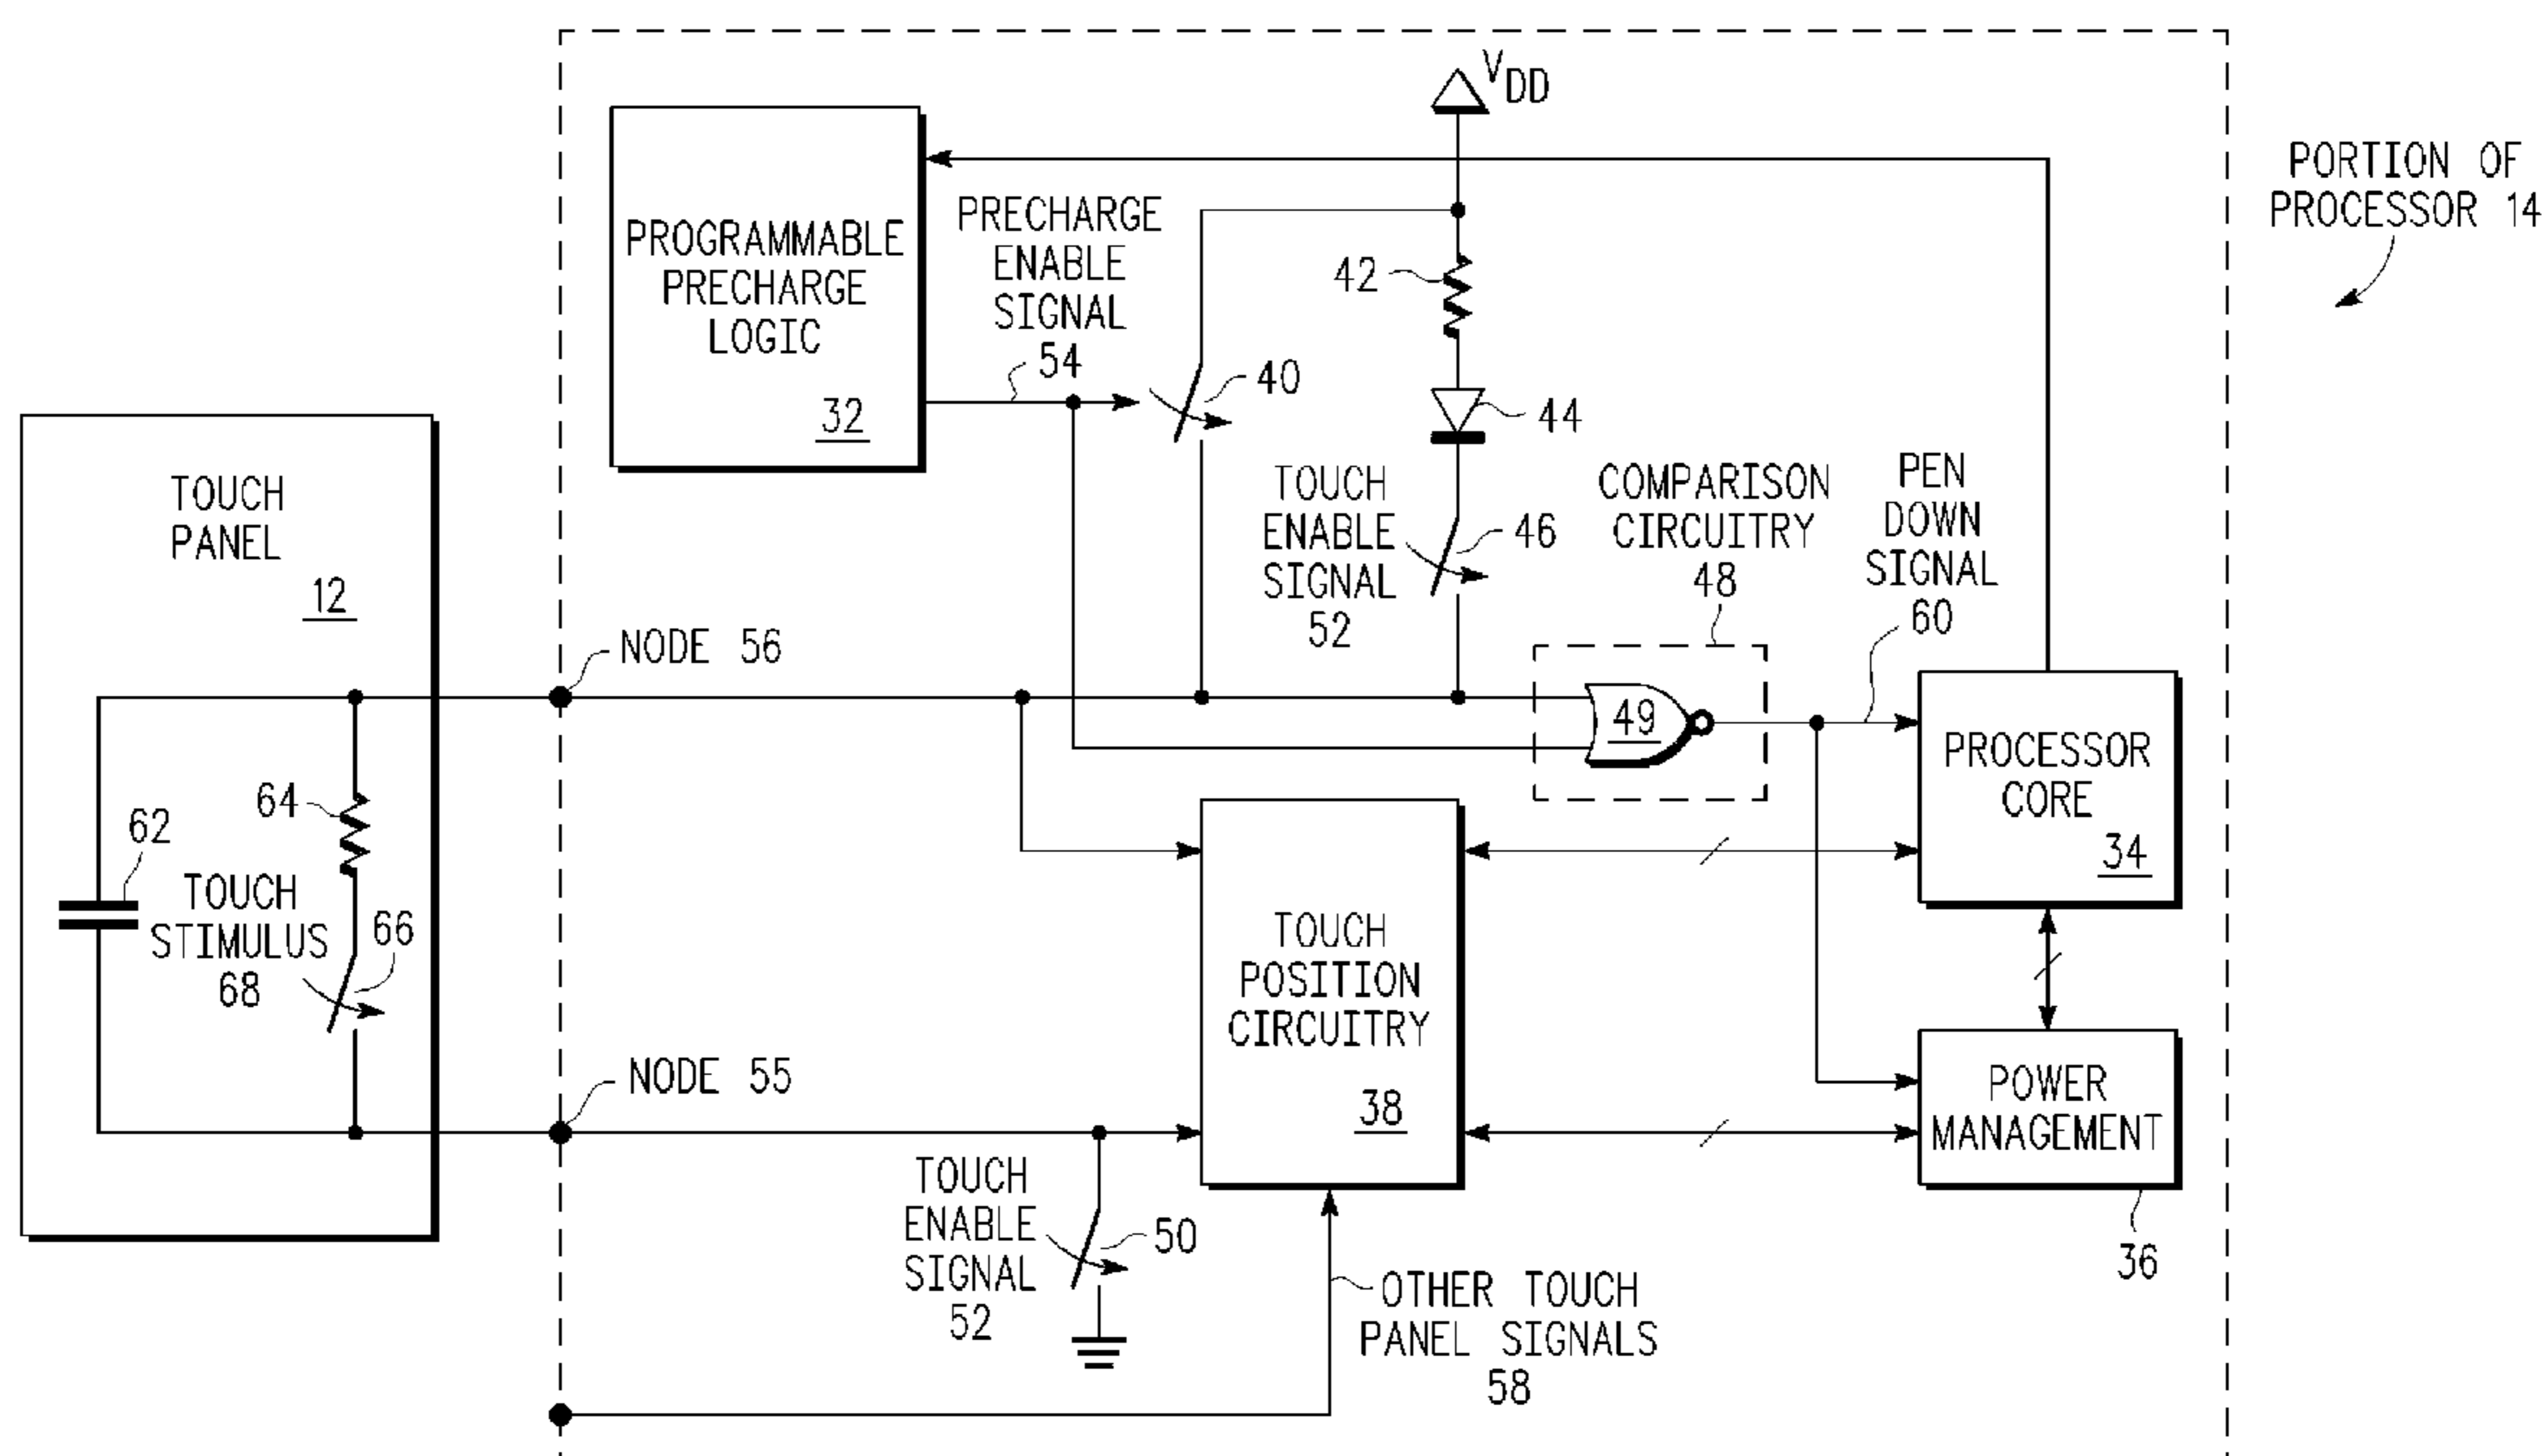 VDD
PORTION OF
PROCESSOR 14
PROGRAMMABLE
PRECHARGE
LOGIC
32
PRECHARGE
ENABLE
SIGNAL
54
40
42
44
TOUCH
ENABLE
SIGNAL
52
46
COMPARISON
CIRCUITRY
48
PEN
DOWN
SIGNAL
60
TOUCH
PANEL
12
NODE 56
49
PROCESSOR
CORE
34
62
64
TOUCH
STIMULUS
68
66
TOUCH
POSITION
CIRCUITRY
38
NODE 55
POWER
MANAGEMENT
36
TOUCH
ENABLE
SIGNAL
52
50
OTHER TOUCH
PANEL SIGNALS
58